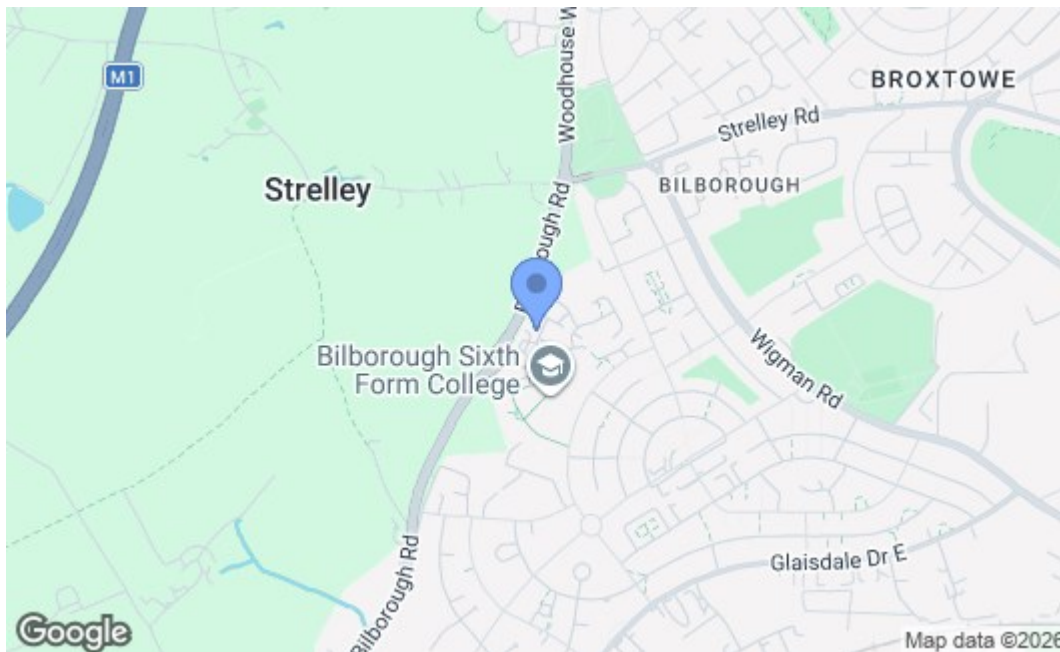 M1
Woodhouse W
BROXTOWE
Strelley Rd
Strelley
BILBOROUGH
ough Rd
Bilborough Sixth
Form College
Wigman Rd
Glaisdale Dr E
Bilborough Rd
Google
Map data ©2026